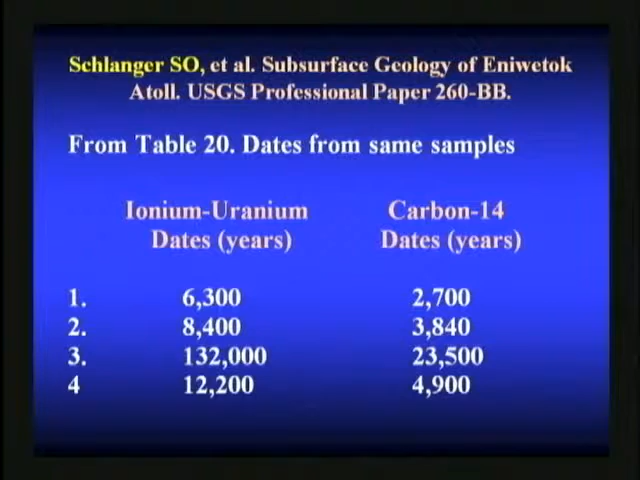 Schlanger SO, et al. Subsurface Geology of Eniwetok
Atoll. USGS Professional Paper 260-BB.
From Table 20. Dates from same samples
Ionium-Uranium Carbon-14
Dates (years) Dates (years)
1. 6,300 2,700
2. 8,400 3,840
3. 132,000 23,500
4 12,200 4,900